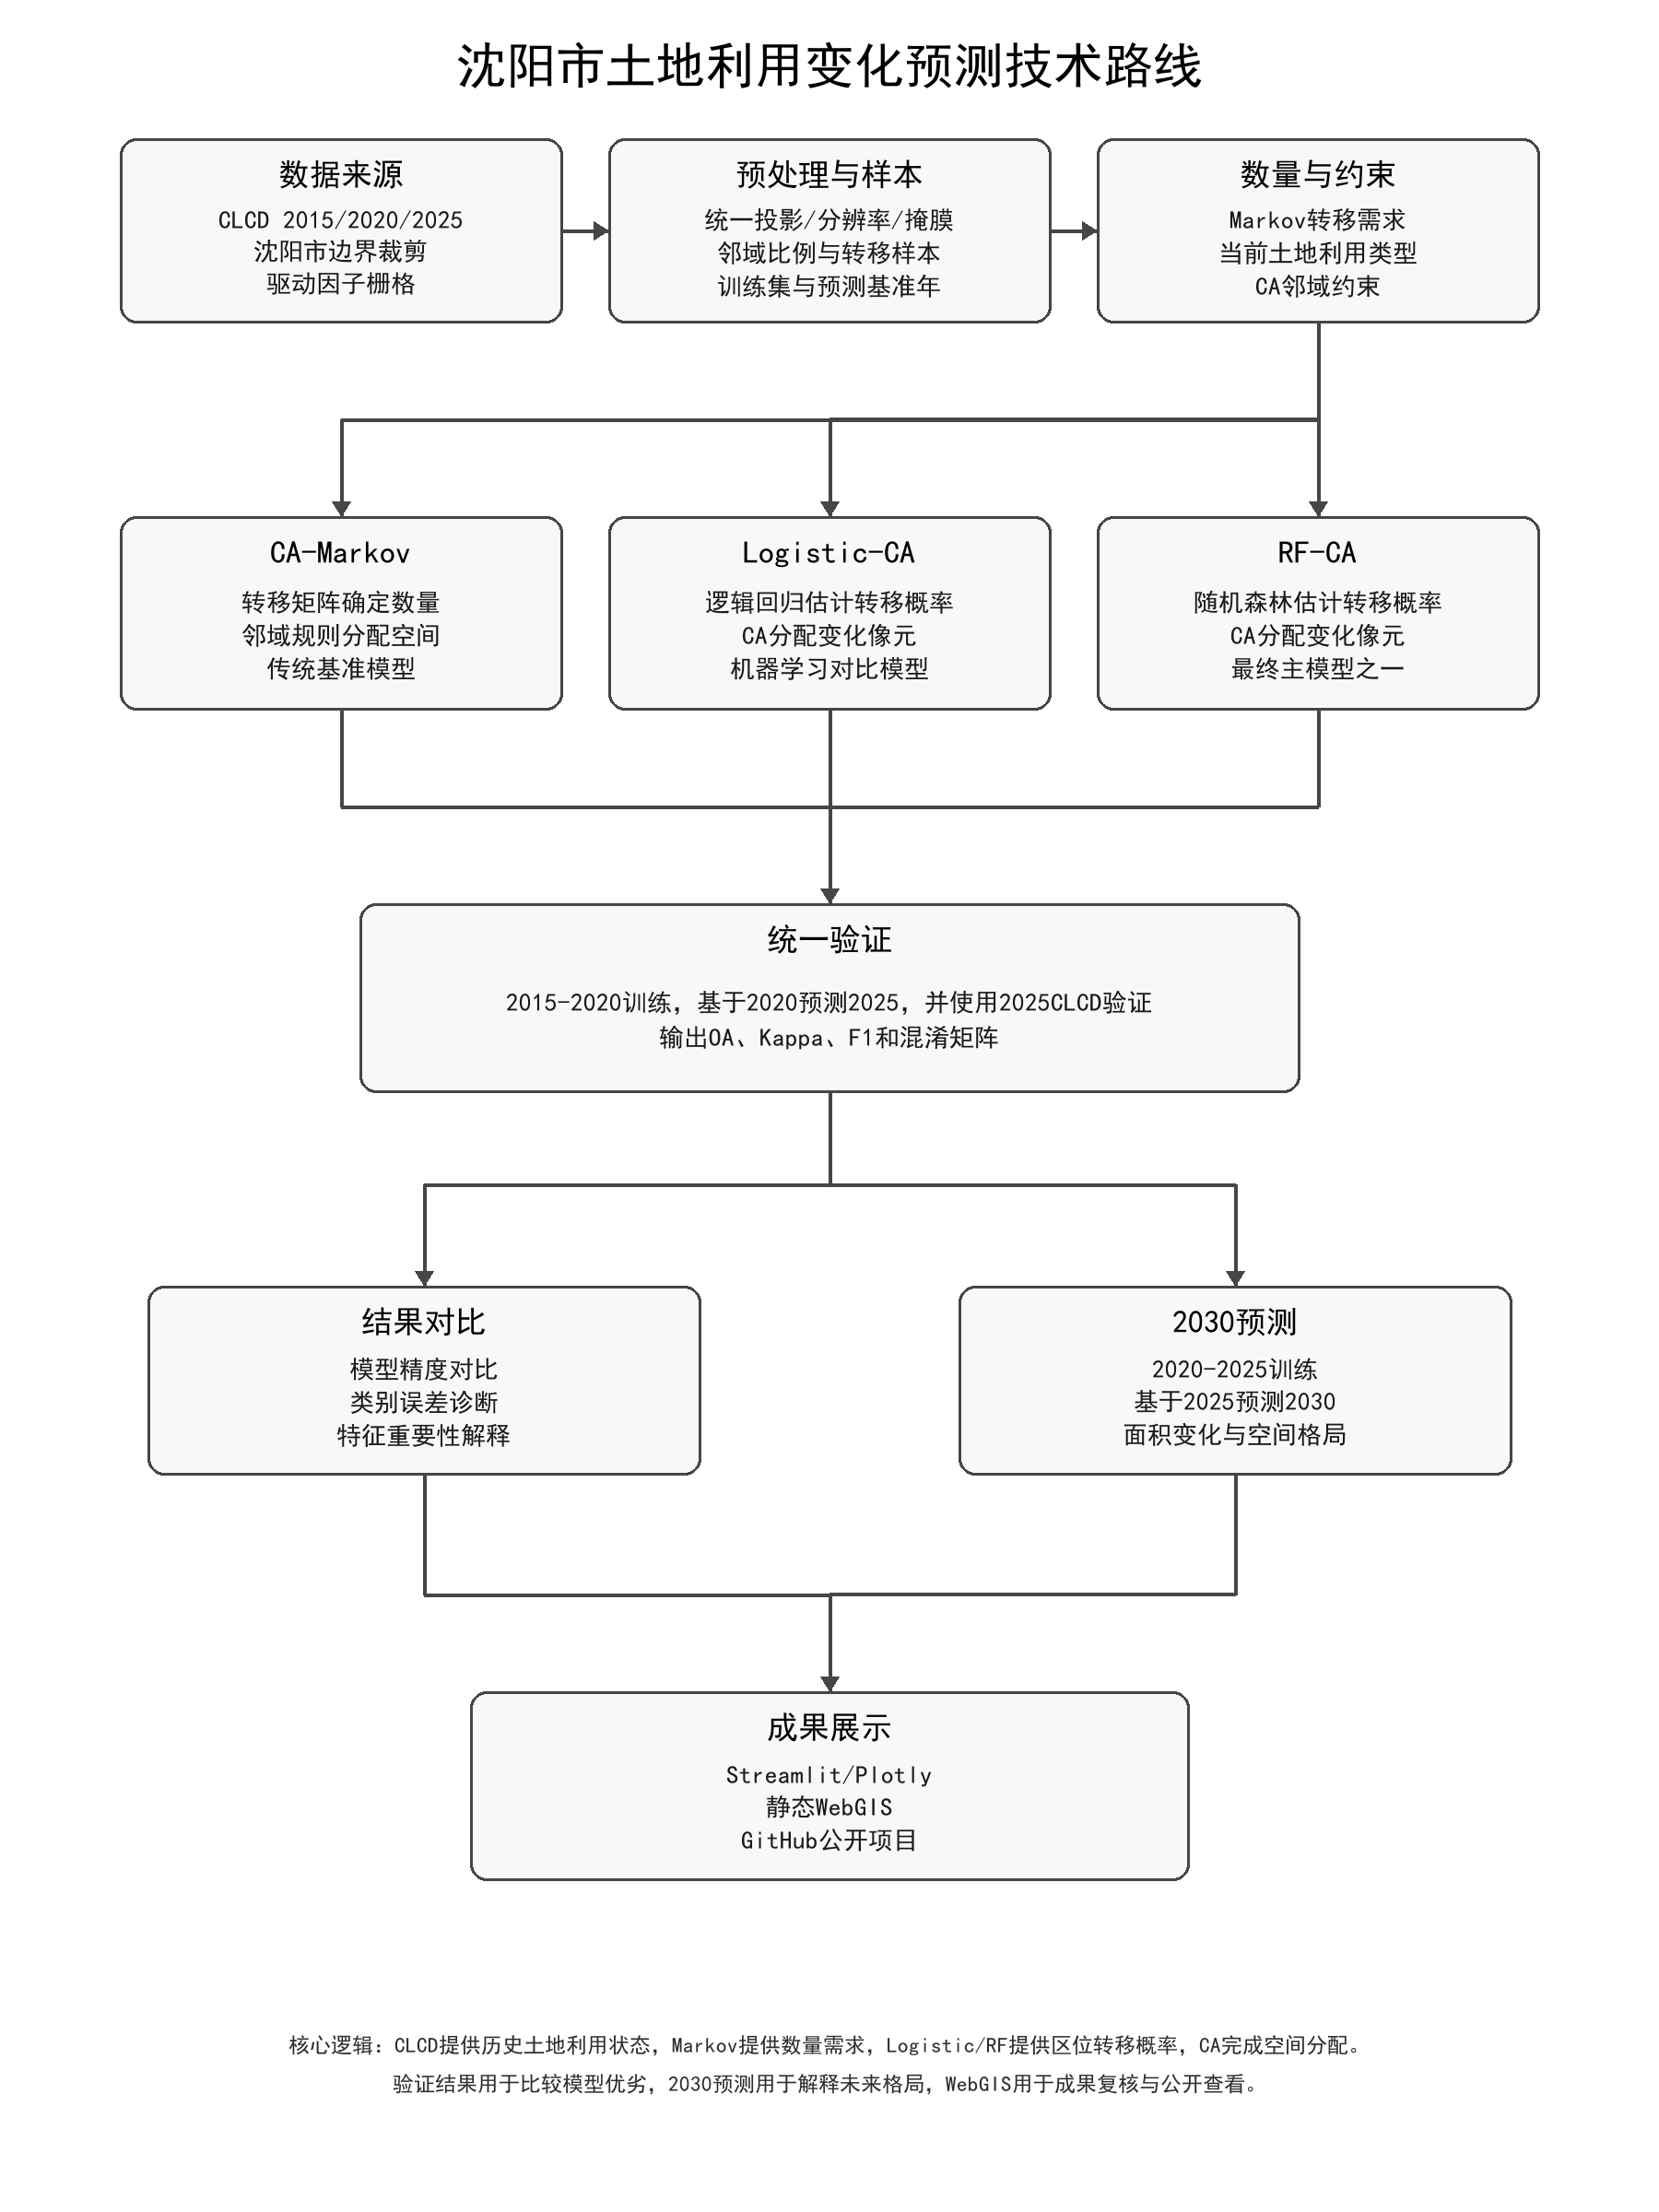 沈阳市土地利用变化预测技术路线
数据来源
CLCD 2015/2020/2025
沈阳市边界裁剪
驱动因子栅格
预处理与样本
统一投影/分辨率/掩膜
邻域比例与转移样本
训练集与预测基准年
数量与约束
Markov转移需求
当前土地利用类型
CA邻域约束
CA-Markov
转移矩阵确定数量
邻域规则分配空间
传统基准模型
Logistic-CA
逻辑回归估计转移概率
CA分配变化像元
机器学习对比模型
RF-CA
随机森林估计转移概率
CA分配变化像元
最终主模型之一
统一验证
2015-2020训练，基于2020预测2025，并使用2025CLCD验证
输出OA、Kappa、F1和混淆矩阵
结果对比
模型精度对比
类别误差诊断
特征重要性解释
2030预测
2020-2025训练
基于2025预测2030
面积变化与空间格局
成果展示
Streamlit/Plotly
静态WebGIS
GitHub公开项目
核心逻辑：CLCD提供历史土地利用状态，Markov提供数量需求，Logistic/RF提供区位转移概率，CA完成空间分配。
验证结果用于比较模型优劣，2030预测用于解释未来格局，WebGIS用于成果复核与公开查看。